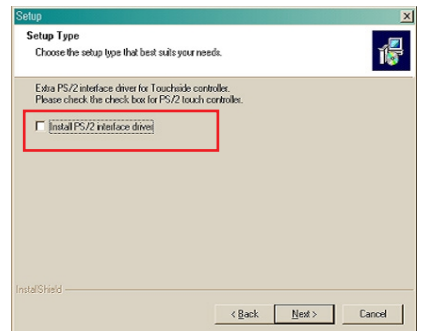 Setup
Setup Type
Choose the setup type that best suits your needs.
Extra PS/2 interface driver for Touchside controller.
Please check the check box for PS/2 touch controller.
Install PS/2 interface driver
InstallShield
< Back Next > Cancel